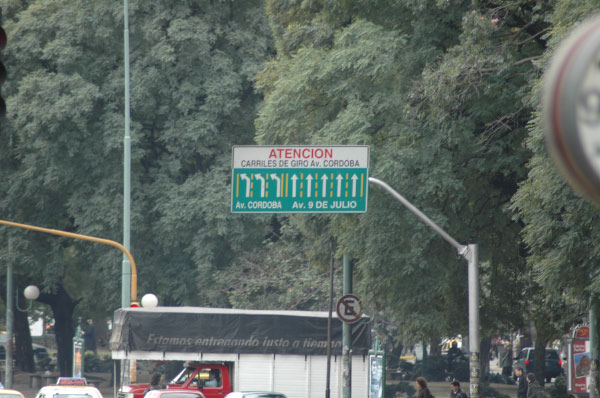 ATENCION
CARRILES DE GIRO Av. CORDOBA
Av. CORDOBA Av. 9 DE JULIO
Estamos entregando justo a tiempo
E